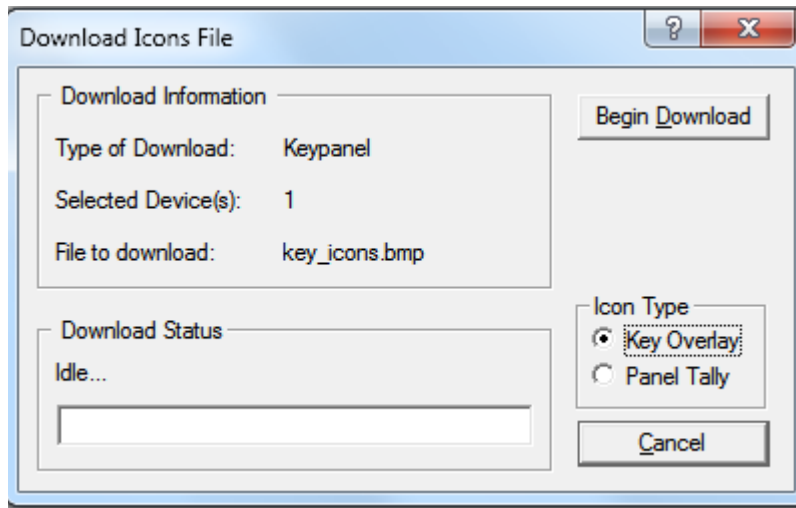 Download Icons File
Download Information
Type of Download: Keypanel
Selected Device(s): 1
File to download: key_icons.bmp
Begin Download
Download Status
Idle...
Icon Type
Key Overlay
Panel Tally
Cancel